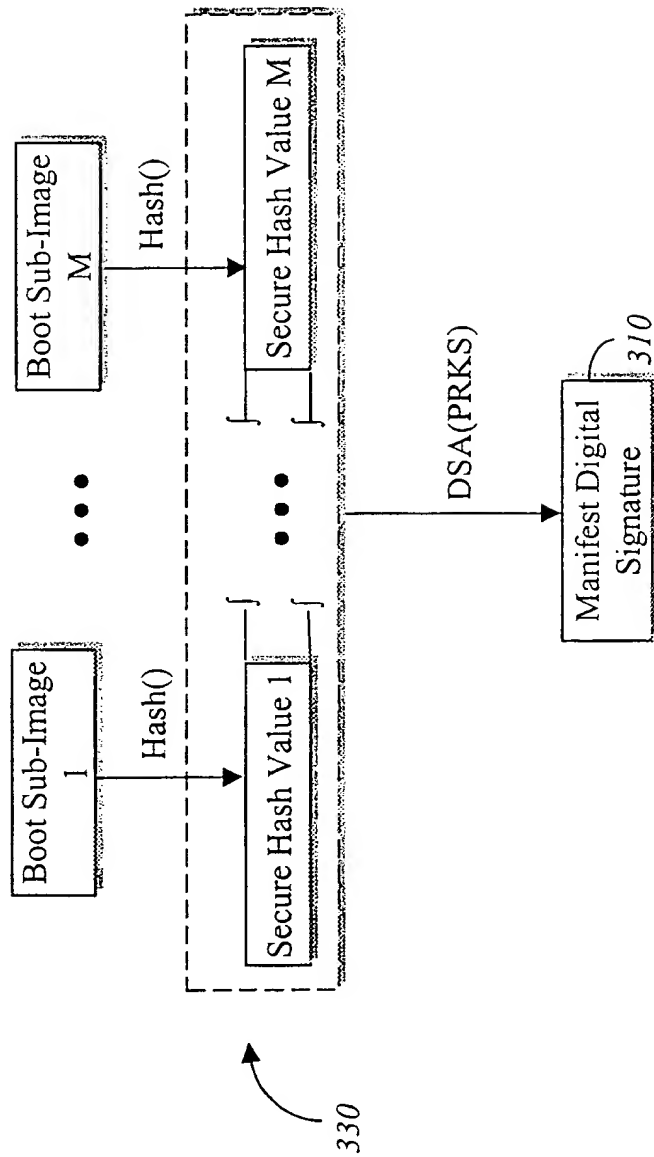 Boot Sub-Image
1
Boot Sub-Image
M
Hash()
Hash()
Secure Hash Value 1
Secure Hash Value M
330
DSA(PRKS)
Manifest Digital
Signature
310